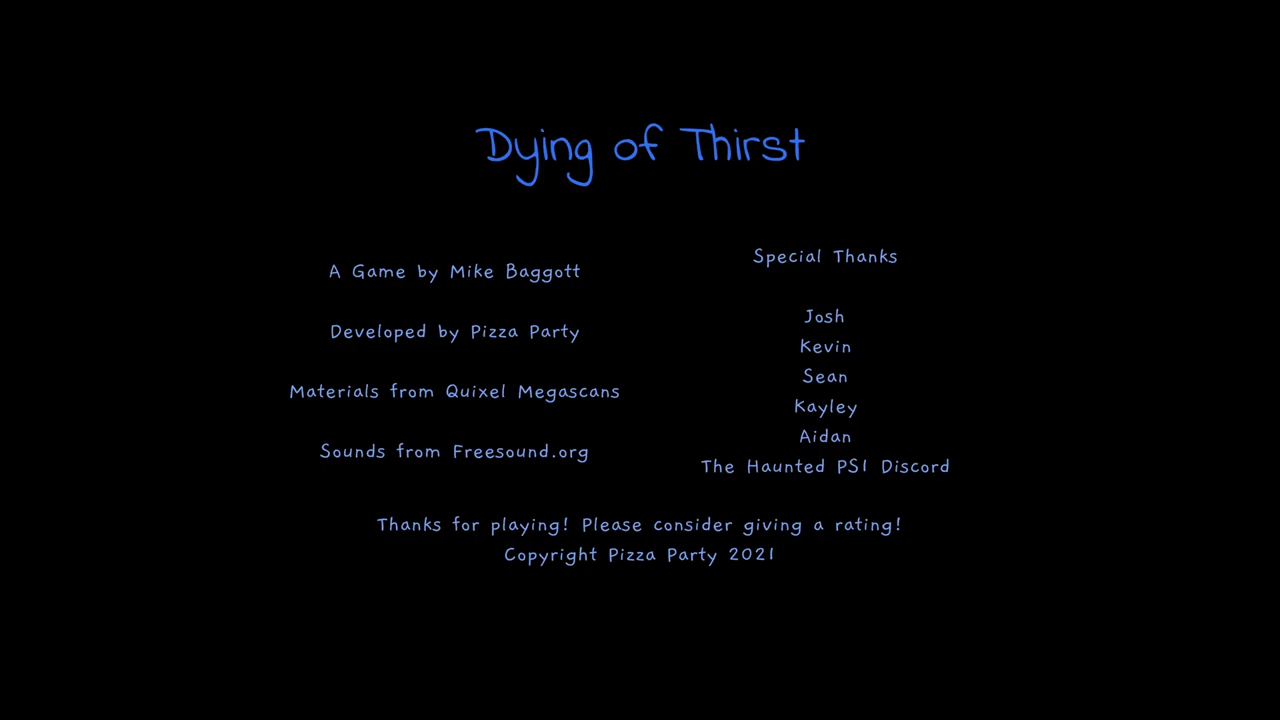 Dying of Thirst
A Game by Mike Baggott
Developed by Pizza Party
Materials from Quixel Megascans
Sounds from Freesound.org
Special Thanks
Josh
Kevin
Sean
Kayley
Aidan
The Haunted PS1 Discord
Thanks for playing! Please consider giving a rating!
Copyright Pizza Party 2021